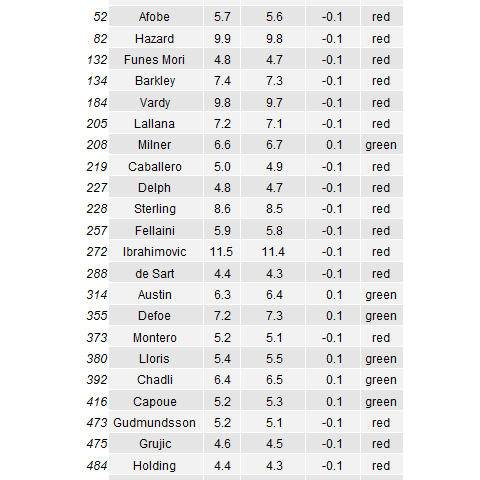 52 Afobe 5.7 5.6 -0.1 red
82 Hazard 9.9 9.8 -0.1 red
132 Funes Mori 4.8 4.7 -0.1 red
134 Barkley 7.4 7.3 -0.1 red
184 Vardy 9.8 9.7 -0.1 red
205 Lallana 7.2 7.1 -0.1 red
208 Milner 6.6 6.7 0.1 green
219 Caballero 5.0 4.9 -0.1 red
227 Delph 4.8 4.7 -0.1 red
228 Sterling 8.6 8.5 -0.1 red
257 Fellaini 5.9 5.8 -0.1 red
272 Ibrahimovic 11.5 11.4 -0.1 red
288 de Sart 4.4 4.3 -0.1 red
314 Austin 6.3 6.4 0.1 green
355 Defoe 7.2 7.3 0.1 green
373 Montero 5.2 5.1 -0.1 red
380 Lloris 5.4 5.5 0.1 green
392 Chadli 6.4 6.5 0.1 green
416 Capoue 5.2 5.3 0.1 green
473 Gudmundsson 5.2 5.1 -0.1 red
475 Grujic 4.6 4.5 -0.1 red
484 Holding 4.4 4.3 -0.1 red